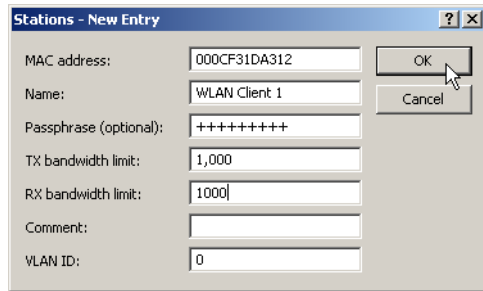 Stations - New Entry
MAC address: 000CF31DA312
OK
Name: WLAN Client 1
Cancel
Passphrase (optional): +++++++++
TX bandwidth limit: 1,000
RX bandwidth limit: 1000
Comment:
VLAN ID: 0